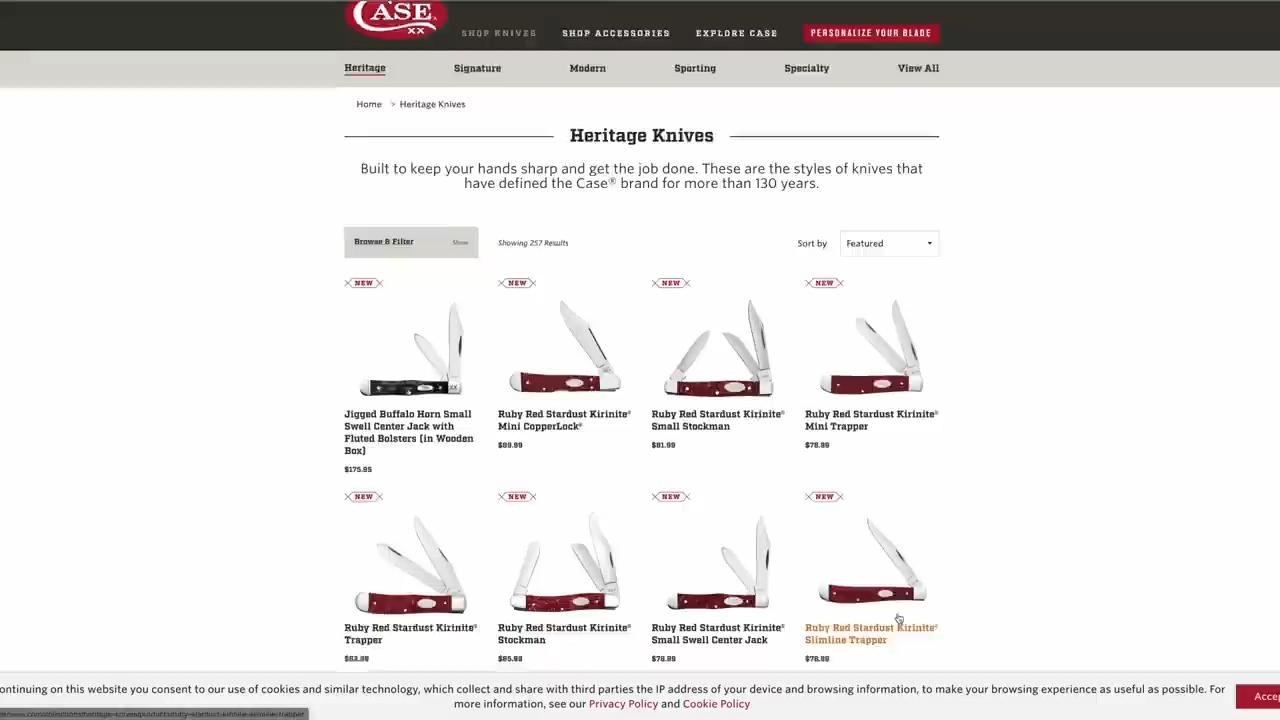 CASE
XX
SHOP KNIVES
SHOP ACCESSORIES
EXPLORE CASE
PERSONALIZE YOUR BLADE
Heritage
Signature
Modern
Sporting
Specialty
View All
Home > Heritage Knives
Heritage Knives
Built to keep your hands sharp and get the job done. These are the styles of knives that
have defined the Case® brand for more than 130 years.
Browse & Filter
Show
Showing 257 Results
Sort by
Featured
NEW
NEW
NEW
NEW
Jigged Buffalo Horn Small
Swell Center Jack with
Fluted Bolsters (in Wooden
Box)
$175.95
Ruby Red Stardust Kirinite®
Mini CopperLock®
$89.99
Ruby Red Stardust Kirinite®
Small Stockman
$81.99
Ruby Red Stardust Kirinite®
Mini Trapper
$78.99
NEW
NEW
NEW
NEW
Ruby Red Stardust Kirinite®
Trapper
Ruby Red Stardust Kirinite®
Stockman
$85.99
Ruby Red Stardust Kirinite®
Small Swell Center Jack
$78.99
Ruby Red Stardust Kirinite®
Slimline Trapper
$76.99
ontinuing on this website you consent to our use of cookies and similar technology, which collect and share with third parties the IP address of your device and browsing information, to make your browsing experience as useful as possible. For
more information, see our Privacy Policy and Cookie Policy
Accep